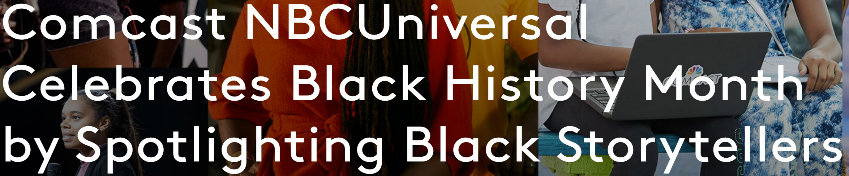 Comcast NBCUniversal
Celebrates Black History Month
by Spotlighting Black Storytellers